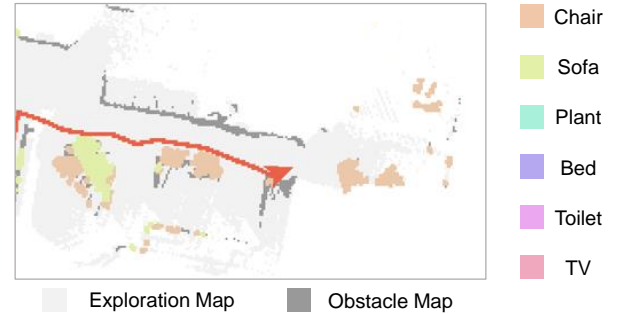 Chair
Sofa
Plant
Bed
Toilet
TV
Exploration Map
Obstacle Map